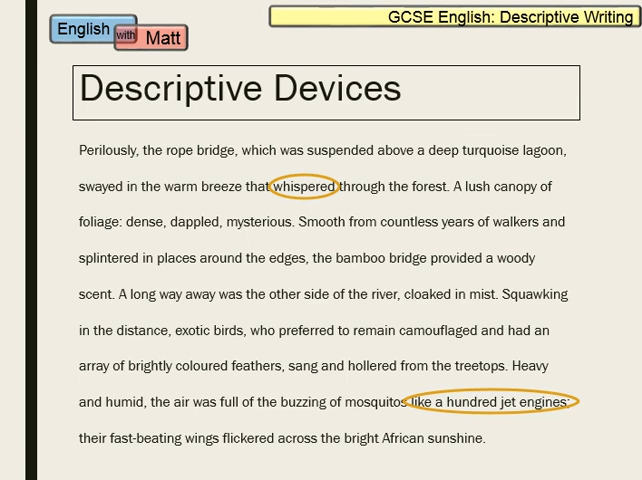 English with Matt
GCSE English: Descriptive Writing
Descriptive Devices
Perilously, the rope bridge, which was suspended above a deep turquoise lagoon,
swayed in the warm breeze that whispered through the forest. A lush canopy of
foliage: dense, dappled, mysterious. Smooth from countless years of walkers and
splintered in places around the edges, the bamboo bridge provided a woody
scent. A long way away was the other side of the river, cloaked in mist. Squawking
in the distance, exotic birds, who preferred to remain camouflaged and had an
array of brightly coloured feathers, sang and hollered from the treetops. Heavy
and humid, the air was full of the buzzing of mosquitos like a hundred jet engines;
their fast-beating wings flickered across the bright African sunshine.